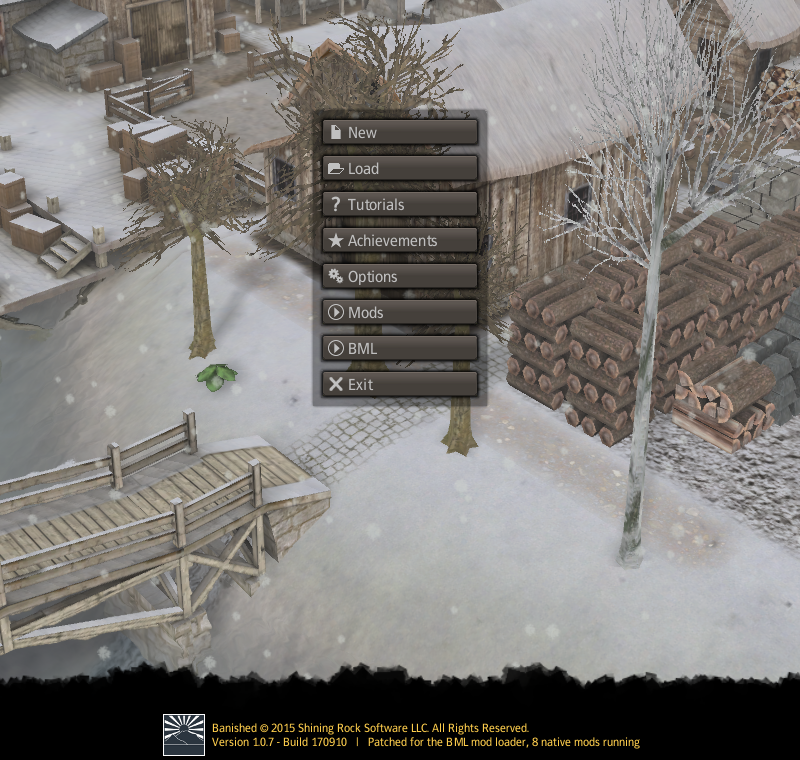 New
Load
? Tutorials
Achievements
Options
Mods
BML
Exit
Banished © 2015 Shining Rock Software LLC. All Rights Reserved.
Version 1.0.7 - Build 170910 | Patched for the BML mod loader, 8 native mods running